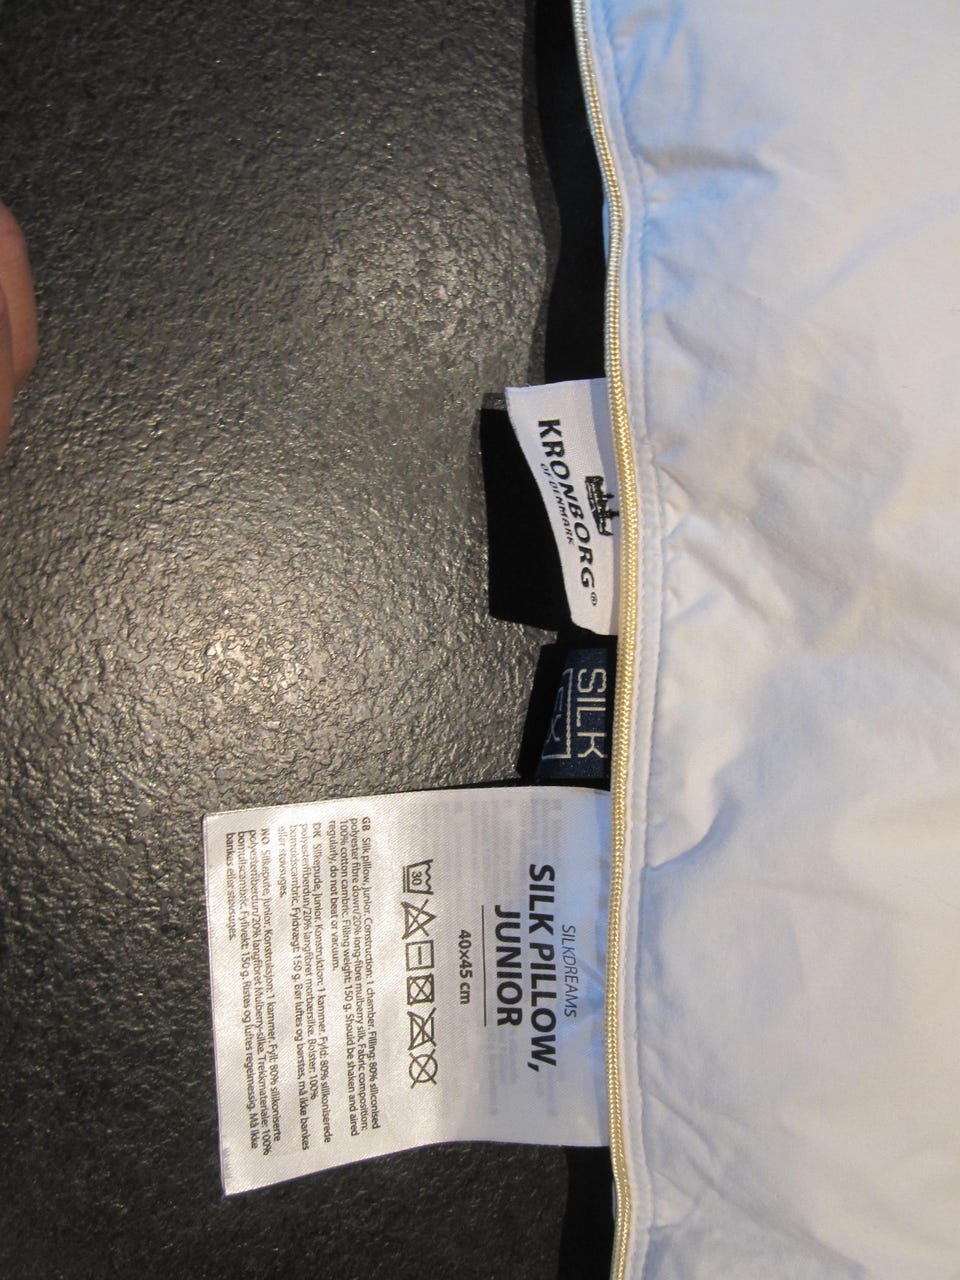 KRONBORG®
OF DENMARK
SILK
SILKDREAMS
SILK PILLOW,
JUNIOR
40x45 cm
30
GB Silk pillow, junior. Construction: 1 chamber. Filling: 80% siliconised
polyester fibre down/20% long-fibre mulberry silk. Fabric composition:
100% cotton cambric. Filling weight: 150 g. Should be shaken and aired
regularly, do not beat or vacuum.
DK Silkepude, Junior. Konstruktion: 1 kammer. Fyld: 80% silikoniserede
polyesterfiberdun/20% langfibret morbærsilke. Bolster: 100%
bomuldscambric. Fyldvægt: 150 g. Bør luftes og børstes, må ikke bankes
eller støvsuges.
NO Silkepute, Junior. Konstruksjon: 1 kammer. Fyll: 80% silikoniserte
polyesterfiberdun/20% langfibret Mulberry-silke. Trekkmateriale: 100%
bomullscambric. Fyllvekt: 150 g. Ristes og luftes regelmessig. Må ikke
bankes eller støvsuges.